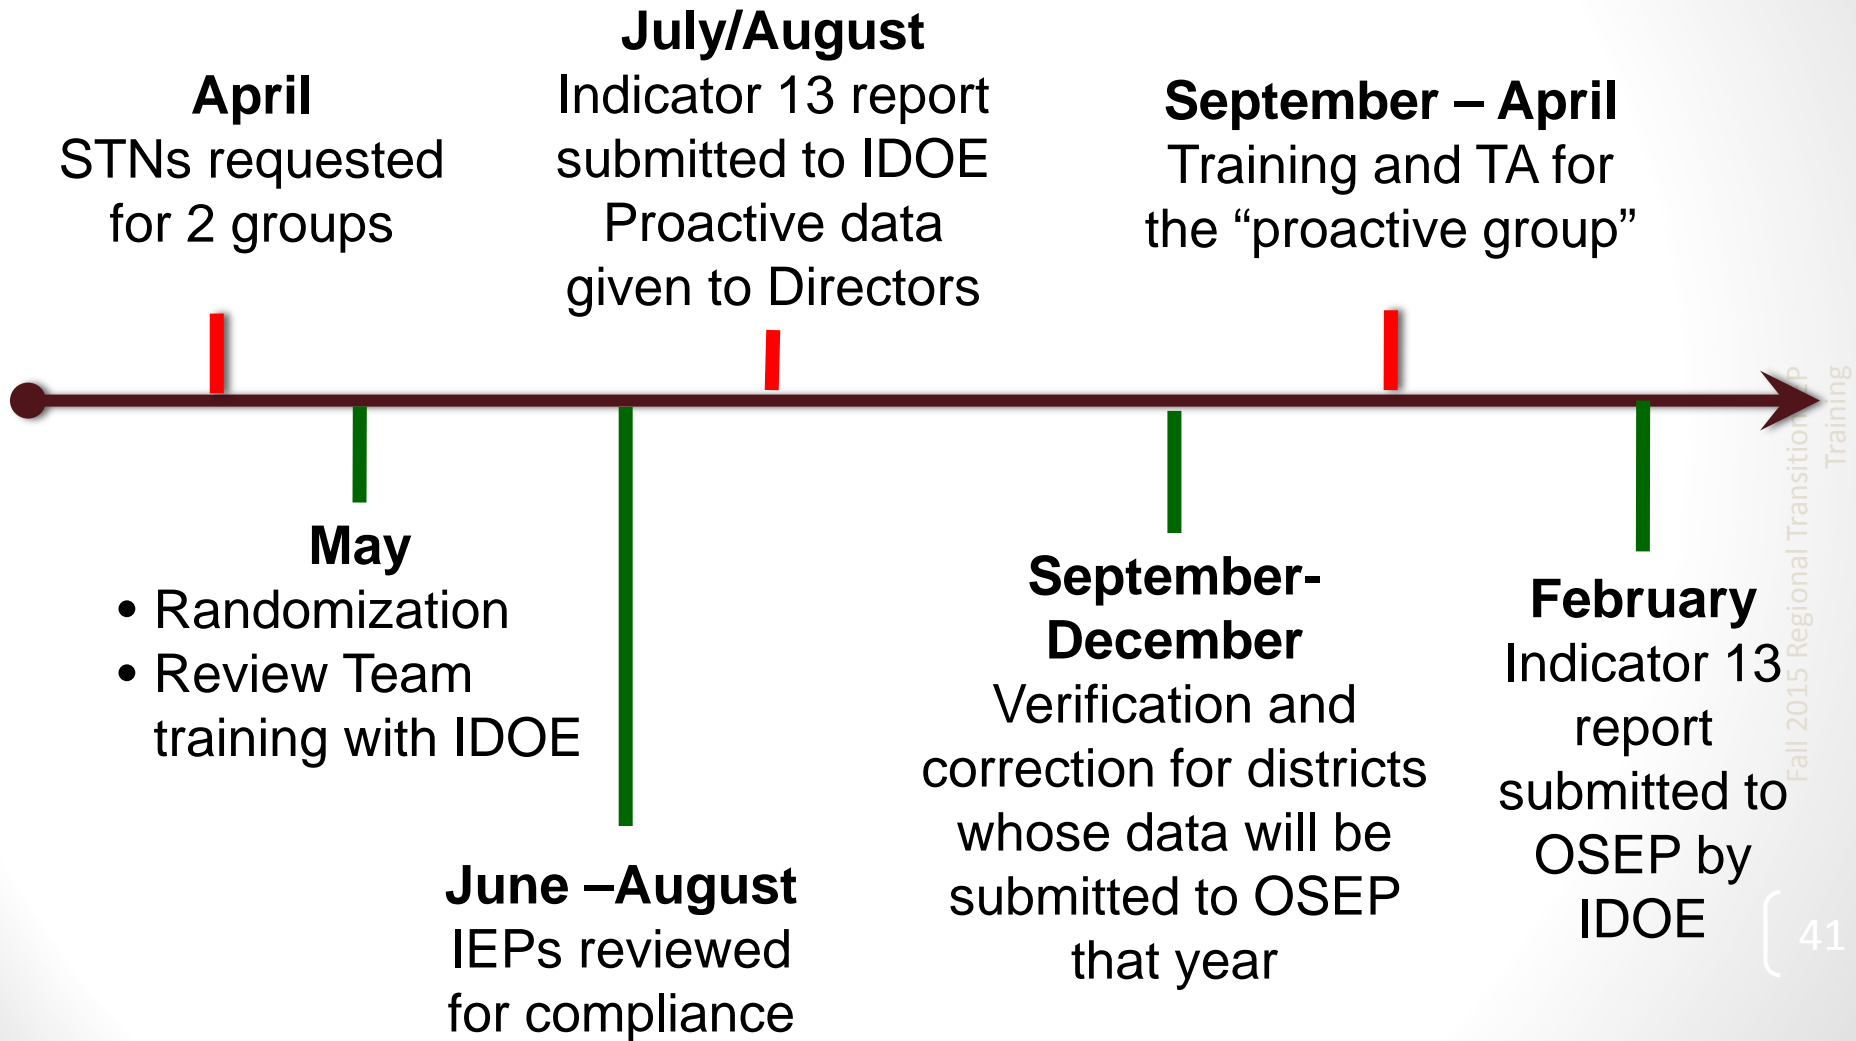 April
STNs requested
for 2 groups
July/August
Indicator 13 report
submitted to IDOE
Proactive data
given to Directors
September – April
Training and TA for
the “proactive group”
May
• Randomization
• Review Team
training with IDOE
June –August
IEPs reviewed
for compliance
September-
December
Verification and
correction for districts
whose data will be
submitted to OSEP
that year
February
Indicator 13
report
submitted to
OSEP by
IDOE
Fall 2015 Regional Transition IEP
Training
41